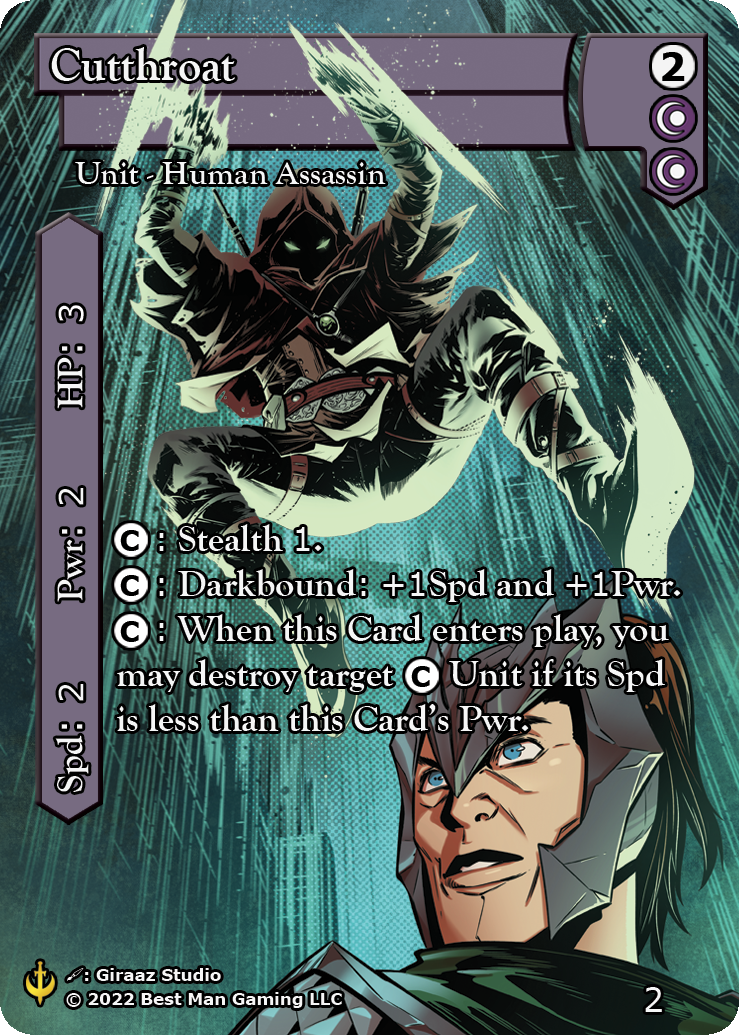 Cutthroat
2
Unit - Human Assassin
HP: 3
Pwr: 2
Spd: 2
C: Stealth 1.
C: Darkbound: +1Spd and +1Pwr.
C: When this Card enters play, you
may destroy target C Unit if its Spd
is less than this Card's Pwr.
: Giraaz Studio
© 2022 Best Man Gaming LLC
2